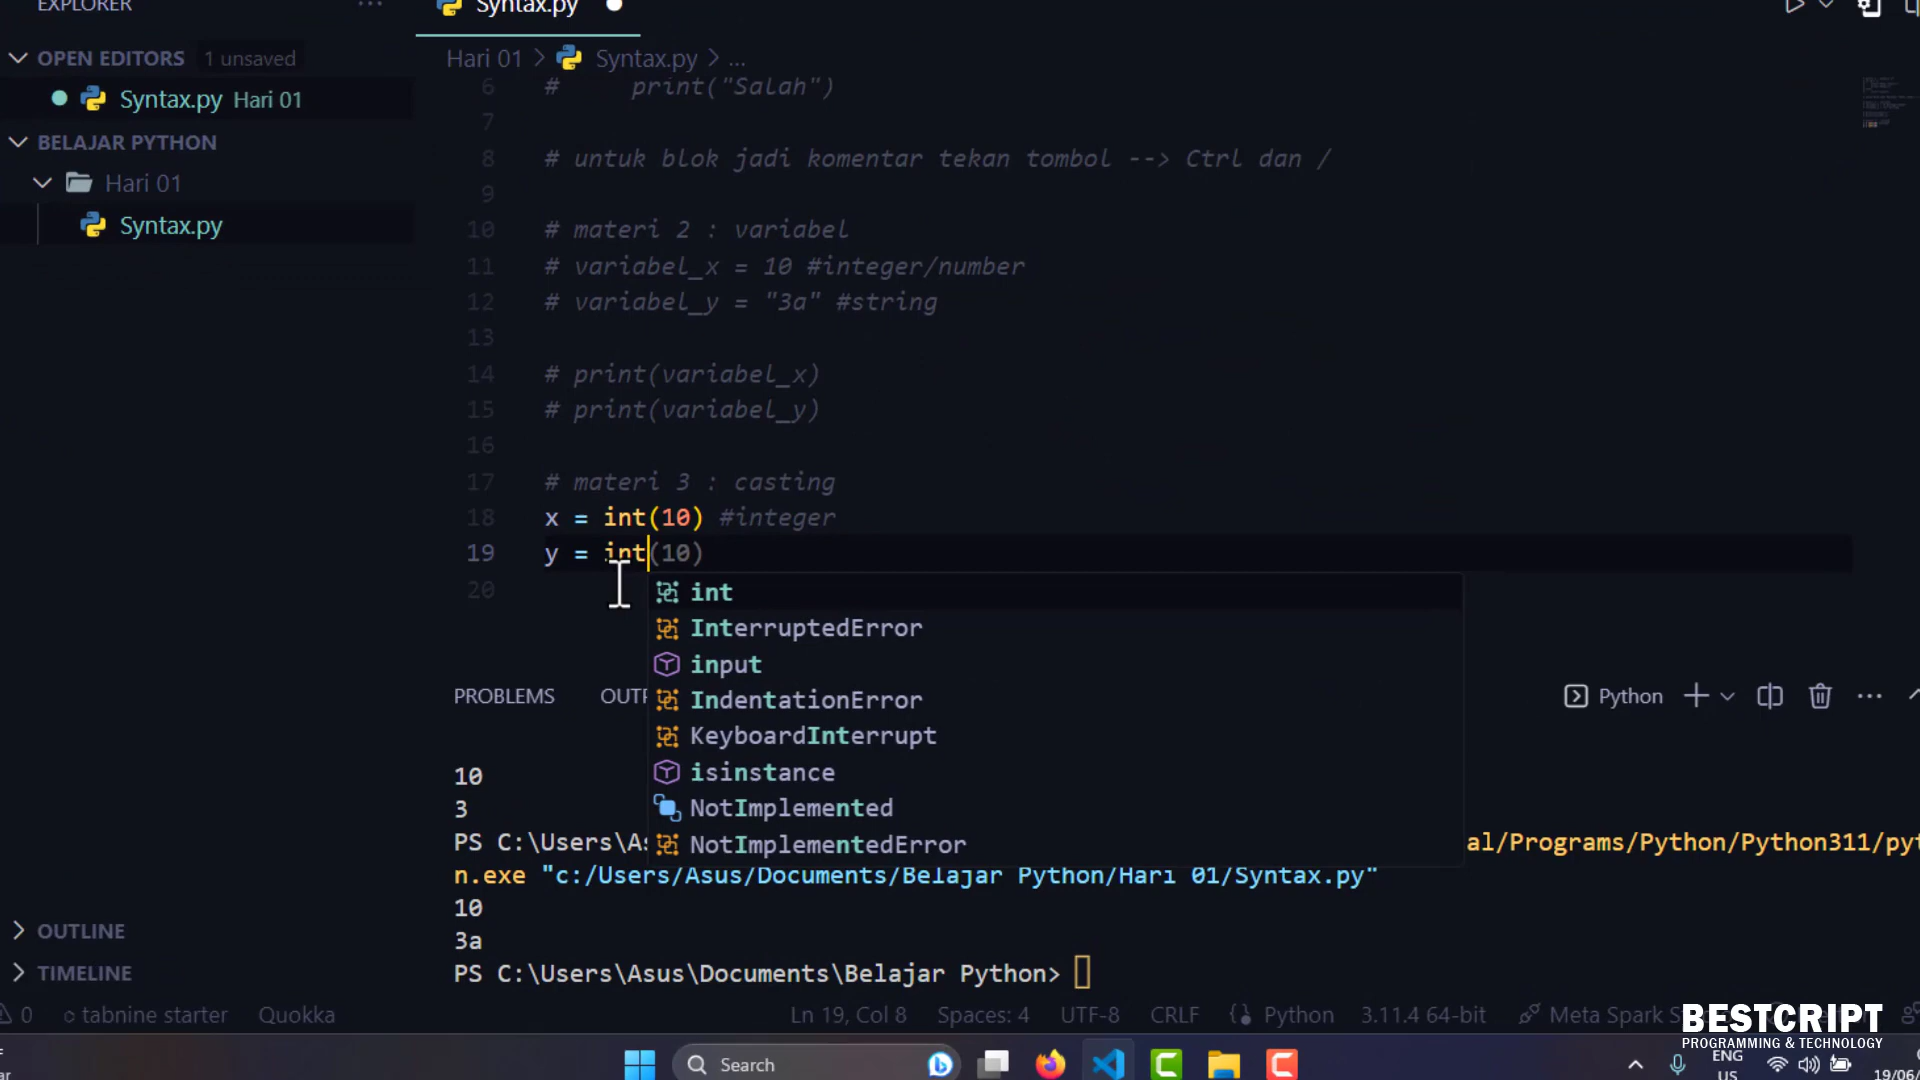 EXPLORER
Syntax.py
OPEN EDITORS 1 unsaved
Syntax.py Hari 01
BELAJAR PYTHON
Hari 01
Syntax.py
Hari 01 > Syntax.py > ...
6 # print("Salah")
7
8 # untuk blok jadi komentar tekan tombol --> Ctrl dan /
9
10 # materi 2 : variabel
11 # variabel_x = 10 #integer/number
12 # variabel_y = "3a" #string
13
14 # print(variabel_x)
15 # print(variabel_y)
16
17 # materi 3 : casting
18 x = int(10) #integer
19 y = int(10)
20
int
InterruptedError
input
IndentationError
KeyboardInterrupt
isinstance
NotImplemented
NotImplementedError
PROBLEMS
Python
10
3
PS C:\Users\As al/Programs/Python/Python311/pyt
n.exe "c:/Users/Asus/Documents/Belajar Python/Hari 01/Syntax.py"
10
3a
PS C:\Users\Asus\Documents\Belajar Python>
OUTLINE
TIMELINE
0 tabnine starter Quokka Ln 19, Col 8 Spaces: 4 UTF-8 CRLF Python 3.11.4 64-bit Meta Spark
BESTCRIPT
PROGRAMMING & TECHNOLOGY
Search
ENG
US
19/06/